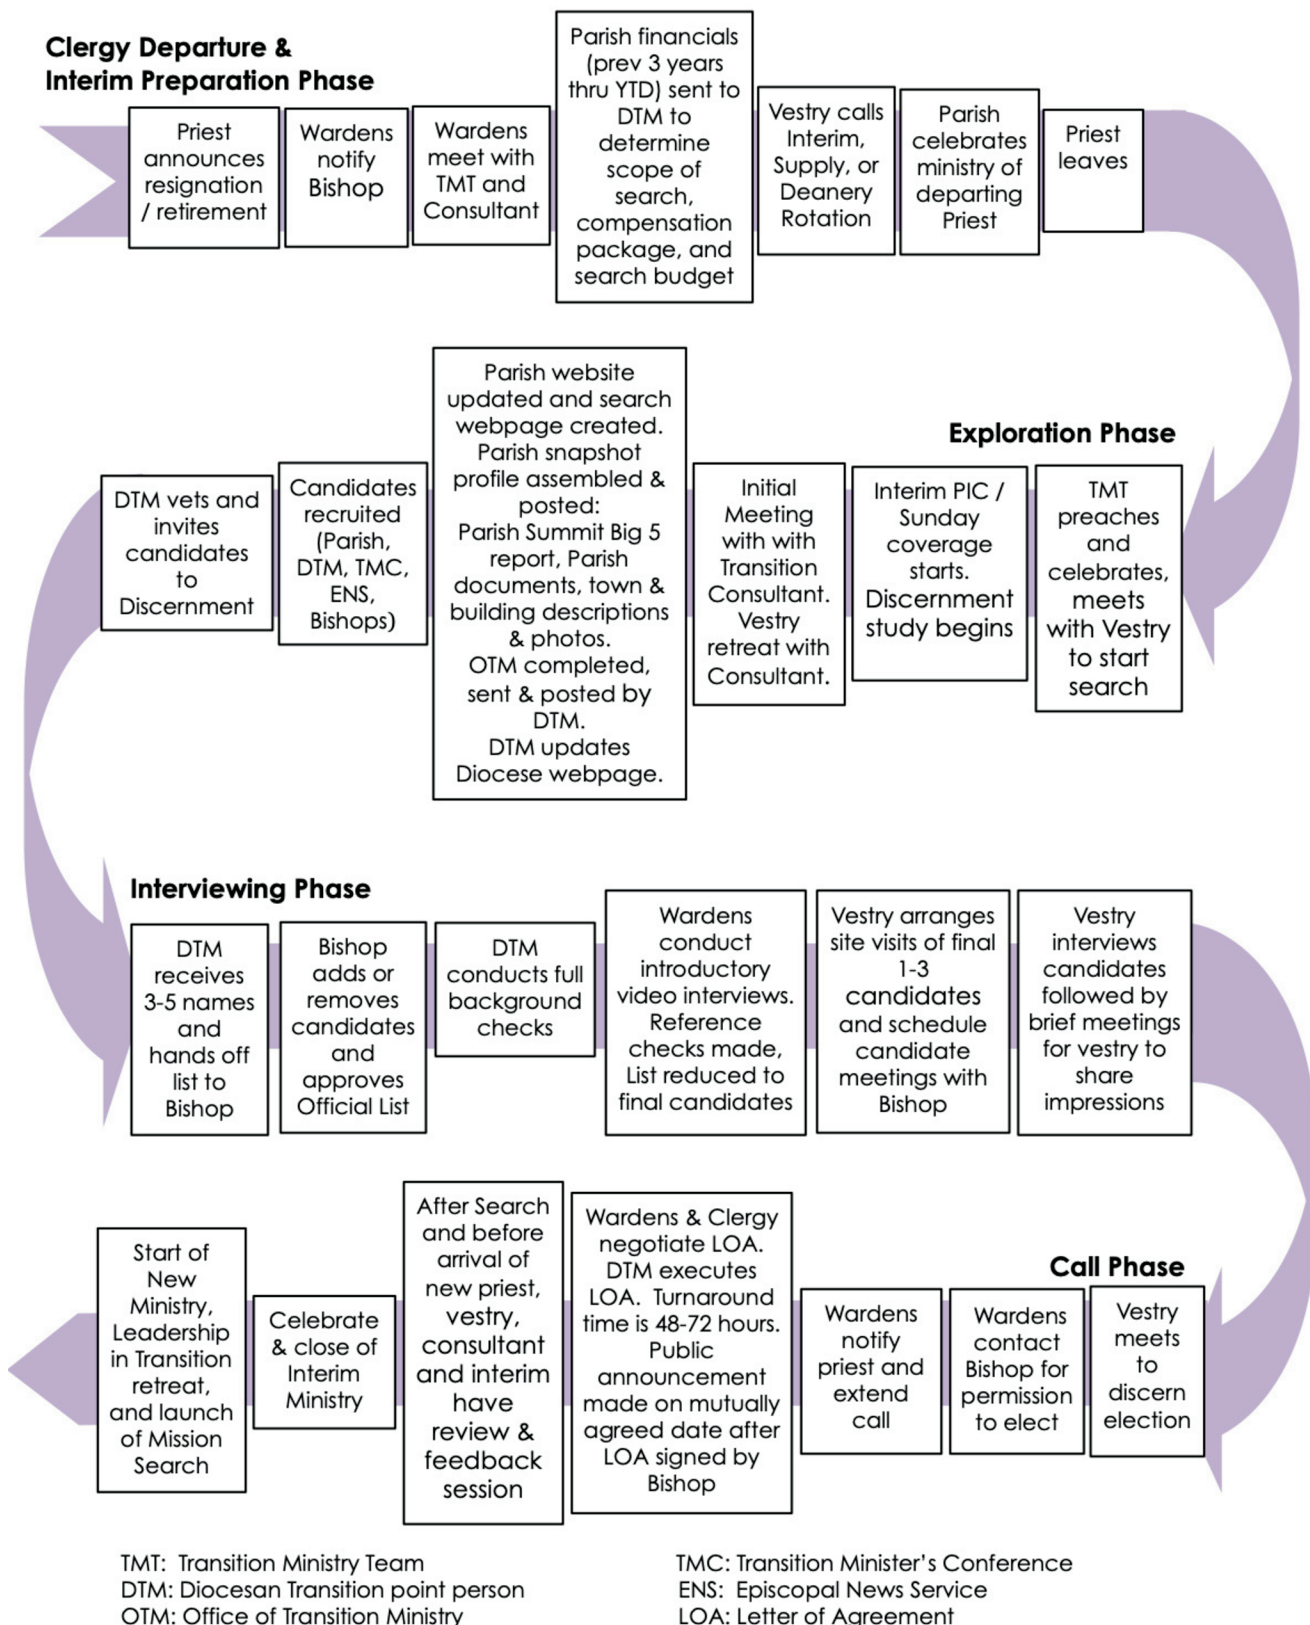 Clergy Departure &
Interim Preparation Phase
Priest
announces
resignation
/ retirement
Wardens
notify
Bishop
Wardens
meet with
TMT and
Consultant
Parish financials
(prev 3 years
thru YTD) sent to
DTM to
determine
scope of
search,
compensation
package, and
search budget
Vestry calls
Interim,
Supply, or
Deanery
Rotation
Parish
celebrates
ministry of
departing
Priest
Priest
leaves
Exploration Phase
TMT
preaches
and
celebrates,
meets
with Vestry
to start
search
Interim PIC /
Sunday
coverage
starts.
Discernment
study begins
Initial
Meeting
with with
Transition
Consultant.
Vestry
retreat with
Consultant.
Parish website
updated and search
webpage created.
Parish snapshot
profile assembled &
posted:
Parish Summit Big 5
report, Parish
documents, town &
building descriptions
& photos.
OTM completed,
sent & posted by
DTM.
DTM updates
Diocese webpage.
Candidates
recruited
(Parish,
DTM, TMC,
ENS,
Bishops)
DTM vets and
invites
candidates
to
Discernment
Interviewing Phase
DTM
receives
3-5 names
and
hands off
list to
Bishop
Bishop
adds or
removes
candidates
and
approves
Official List
DTM
conducts full
background
checks
Wardens
conduct
introductory
video interviews.
Reference
checks made,
List reduced to
final candidates
Vestry arranges
site visits of final
1-3
candidates
and schedule
candidate
meetings with
Bishop
Vestry
interviews
candidates
followed by
brief meetings
for vestry to
share
impressions
Call Phase
Vestry
meets
to
discern
election
Wardens
contact
Bishop for
permission
to elect
Wardens
notify
priest and
extend
call
Wardens & Clergy
negotiate LOA.
DTM executes
LOA.  Turnaround
time is 48-72 hours.
Public
announcement
made on mutually
agreed date after
LOA signed by
Bishop
After Search
and before
arrival of
new priest,
vestry,
consultant
and interim
have
review &
feedback
session
Celebrate
& close of
Interim
Ministry
Start of
New
Ministry,
Leadership
in Transition
retreat,
and launch
of Mission
Search
TMT:  Transition Ministry Team
DTM: Diocesan Transition point person
OTM: Office of Transition Ministry
TMC: Transition Minister's Conference
ENS:  Episcopal News Service
LOA: Letter of Agreement